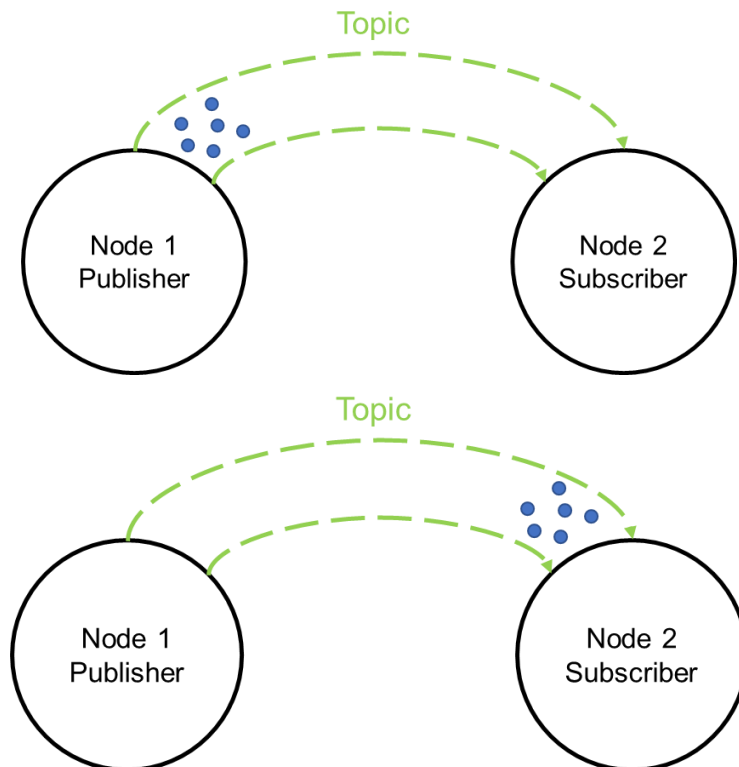 Topic
Node 1
Publisher
Node 2
Subscriber
Topic
Node 1
Publisher
Node 2
Subscriber